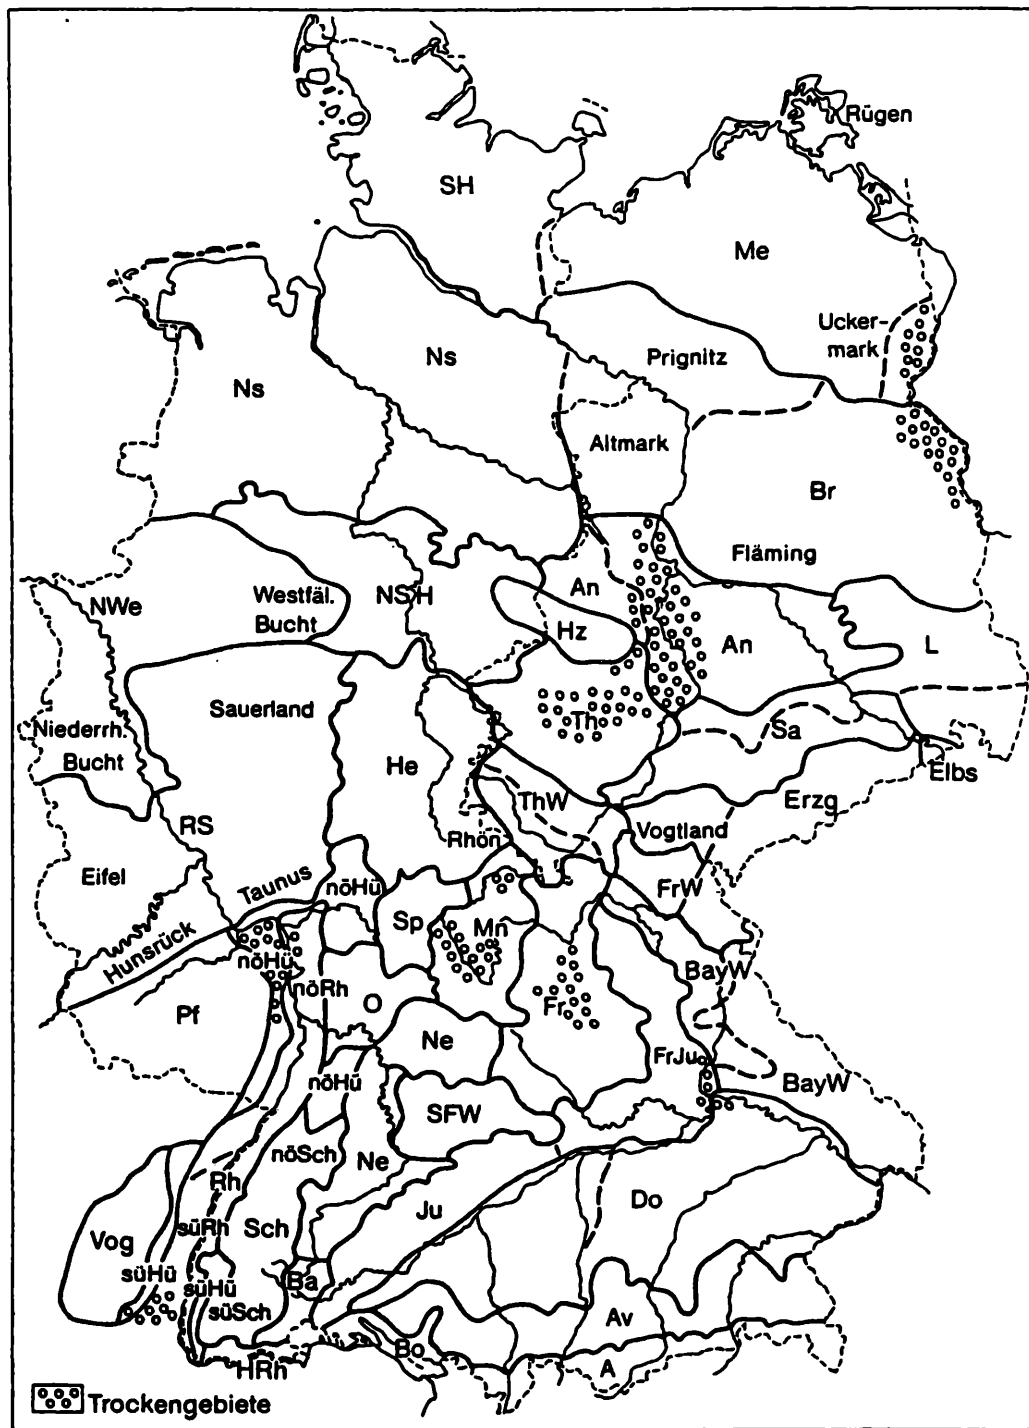 Rügen
SH
Me
Ucker-
mark
Ns
Ns
Prignitz
Altmark
Br
Fläming
NWe
Westfäl.
Bucht
NSH
An
Hz
An
L
Sauerland
Niederrh.
Bucht
Th
Sa
He
Elbs
ThW
Erzg
RS
Rhön
Vogtland
Eifel
Taunus
nöHü
FrW
Sp
Mn
Hunsrück
nöHü
BayW
nöRh
Pf
O
Fr
Ne
FrJu
nöHü
BayW
SFW
nöSch
Ne
Rh
Ju
Do
Vog
süRh
Sch
süHü
süHü
Ba
süSch
Av
Bo
A
HRh
Trockengebiete